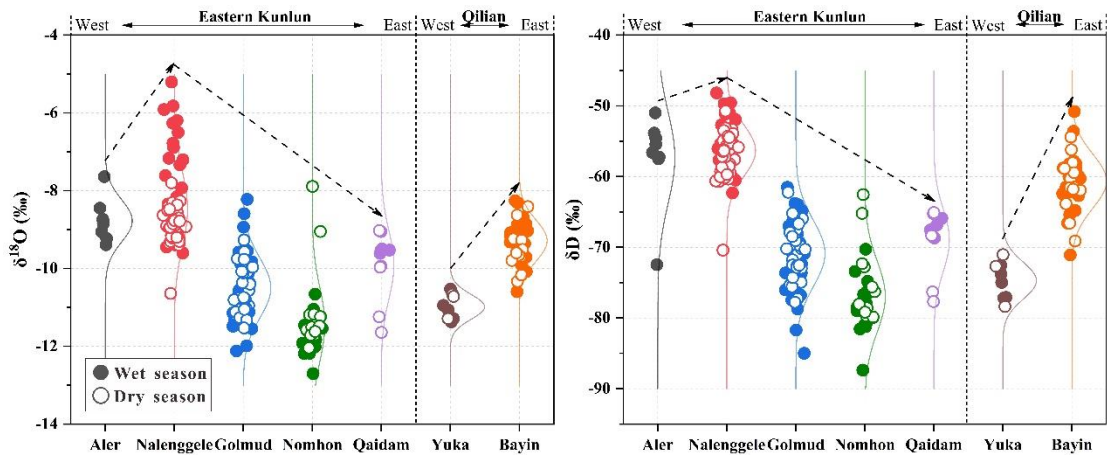 Eastern Kunlun Qilian
West East West East
-4
-6
-8
-10
-12
-14
δ¹⁸O (‰)
Wet season
Dry season
Aler Nalenggele Golmud Nomhon Qaidam Yuka Bayin
Eastern Kunlun Qilian
West East West East
-40
-50
-60
-70
-80
-90
δD (‰)
Aler Nalenggele Golmud Nomhon Qaidam Yuka Bayin